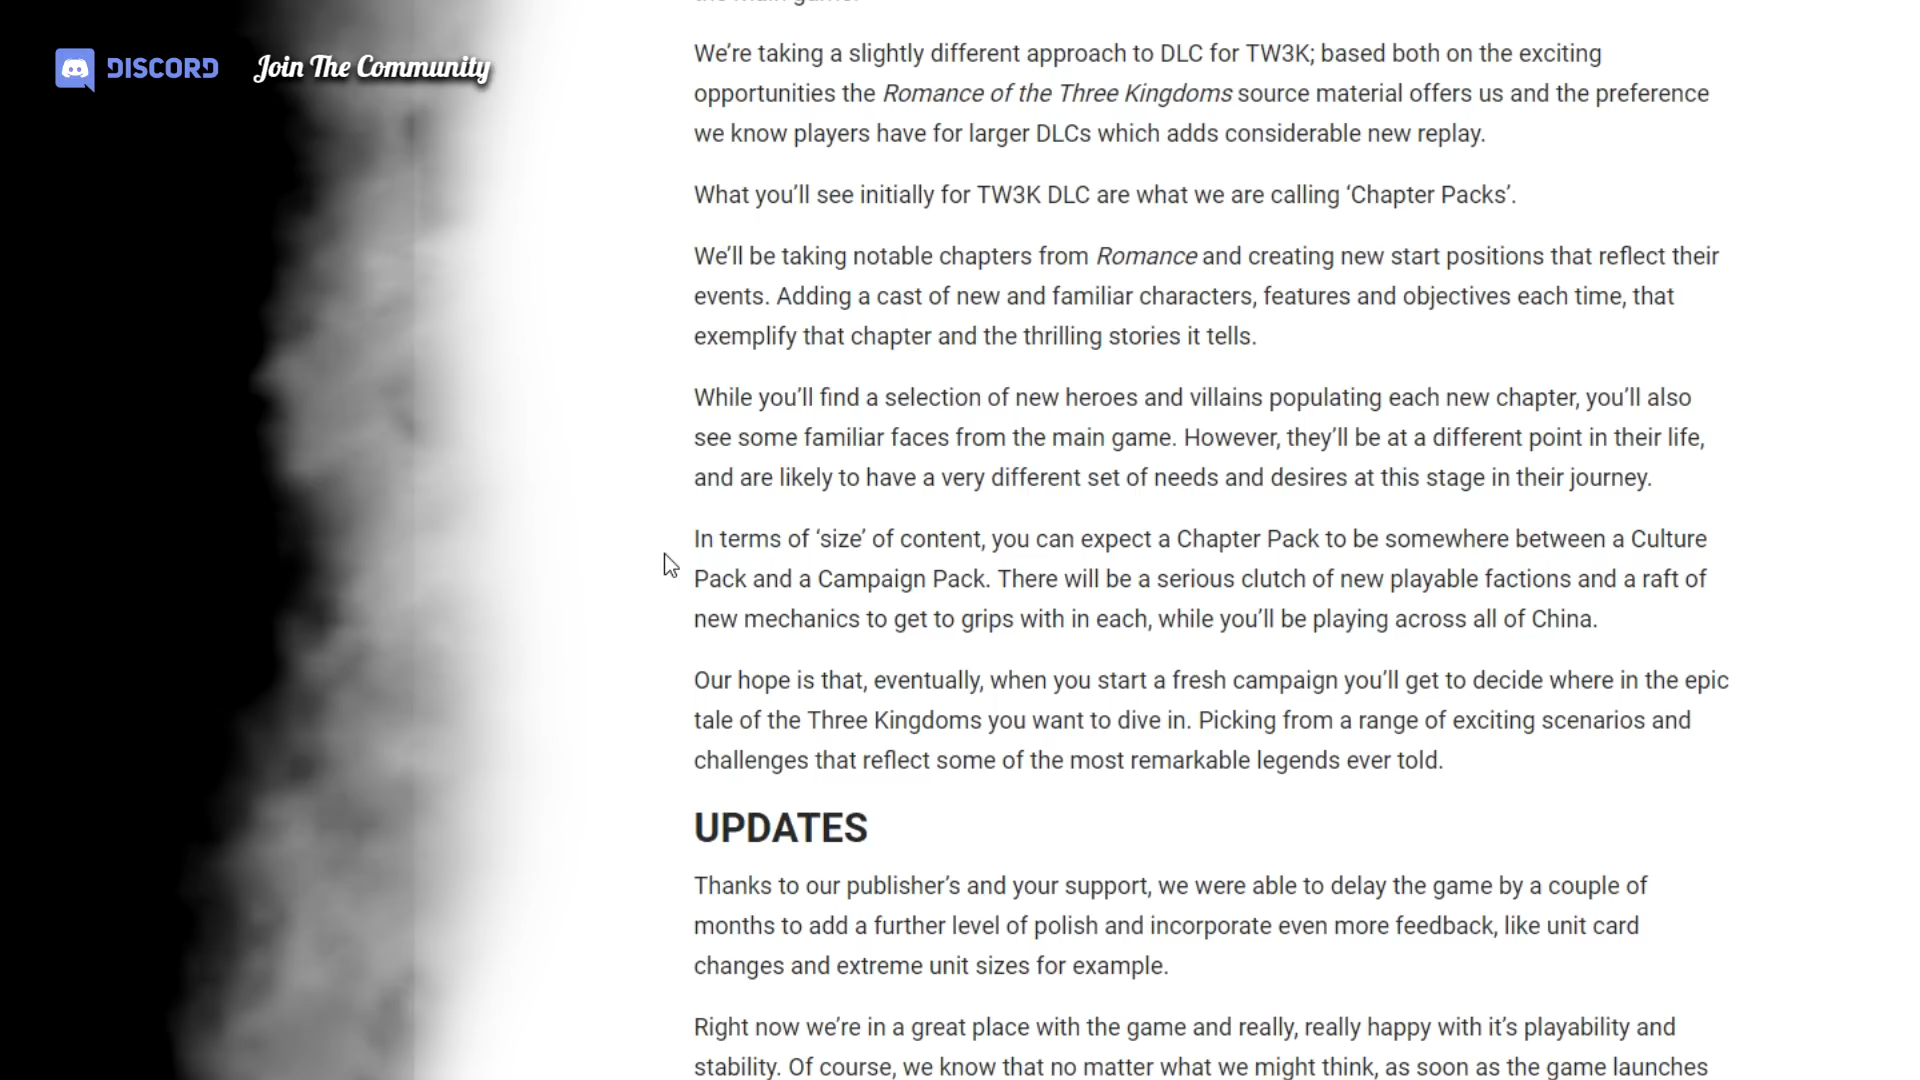 DISCORD
Join The Community
We’re taking a slightly different approach to DLC for TW3K; based both on the exciting
opportunities the Romance of the Three Kingdoms source material offers us and the preference
we know players have for larger DLCs which adds considerable new replay.
What you’ll see initially for TW3K DLC are what we are calling ‘Chapter Packs’.
We’ll be taking notable chapters from Romance and creating new start positions that reflect their
events. Adding a cast of new and familiar characters, features and objectives each time, that
exemplify that chapter and the thrilling stories it tells.
While you’ll find a selection of new heroes and villains populating each new chapter, you’ll also
see some familiar faces from the main game. However, they’ll be at a different point in their life,
and are likely to have a very different set of needs and desires at this stage in their journey.
In terms of ‘size’ of content, you can expect a Chapter Pack to be somewhere between a Culture
Pack and a Campaign Pack. There will be a serious clutch of new playable factions and a raft of
new mechanics to get to grips with in each, while you’ll be playing across all of China.
Our hope is that, eventually, when you start a fresh campaign you’ll get to decide where in the epic
tale of the Three Kingdoms you want to dive in. Picking from a range of exciting scenarios and
challenges that reflect some of the most remarkable legends ever told.
UPDATES
Thanks to our publisher’s and your support, we were able to delay the game by a couple of
months to add a further level of polish and incorporate even more feedback, like unit card
changes and extreme unit sizes for example.
Right now we’re in a great place with the game and really, really happy with it’s playability and
stability. Of course, we know that no matter what we might think, as soon as the game launches